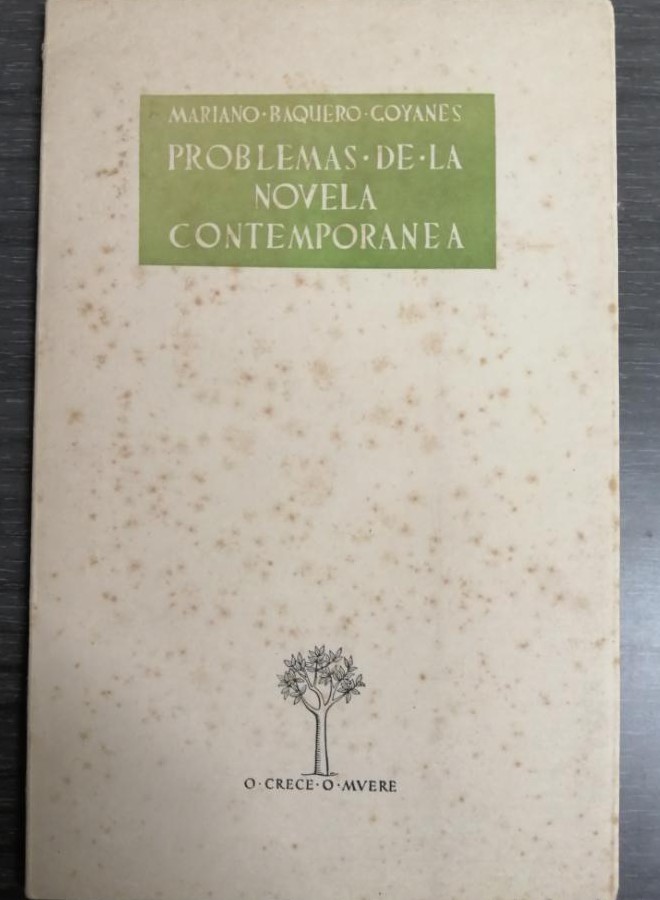 MARIANO·BAQUERO·GOYANES
PROBLEMAS·DE·LA
NOVELA
CONTEMPORANEA
O·CRECE·O·MVERE